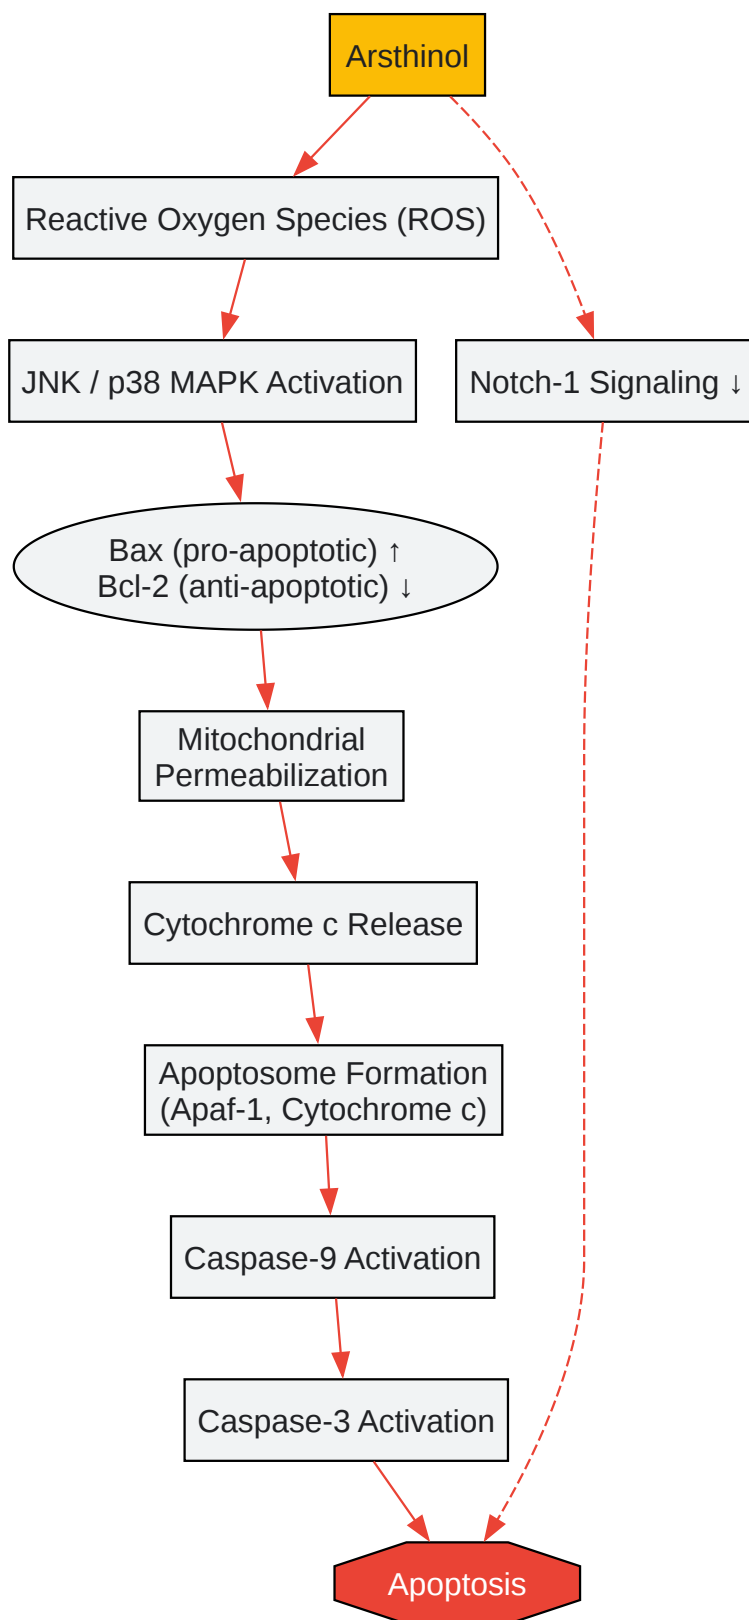 Arsthinol
Reactive Oxygen Species (ROS)
JNK / p38 MAPK Activation
Notch-1 Signaling ↓
Bax (pro-apoptotic) ↑
Bcl-2 (anti-apoptotic) ↓
Mitochondrial
Permeabilization
Cytochrome c Release
Apoptosome Formation
(Apaf-1, Cytochrome c)
Caspase-9 Activation
Caspase-3 Activation
Apoptosis